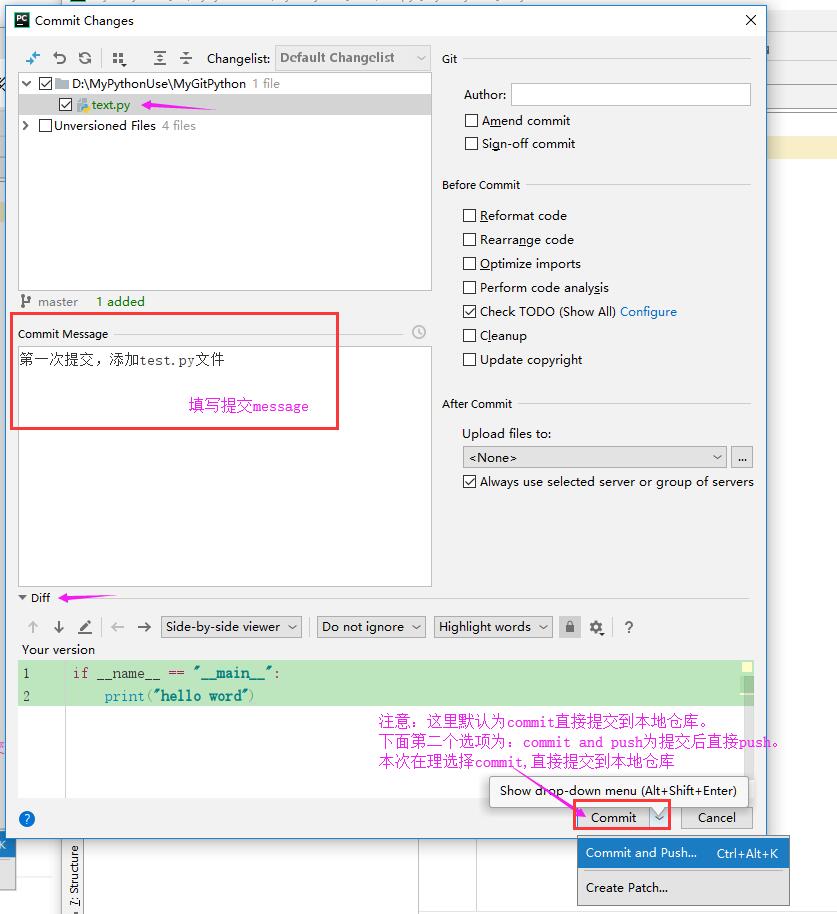 PC Commit Changes
Changelist: Default Changelist
D:\MyPythonUse\MyGitPython 1 file
text.py
Unversioned Files 4 files
master 1 added
Commit Message
第一次提交，添加test.py文件
填写提交message
Git
Author:
Amend commit
Sign-off commit
Before Commit
Reformat code
Rearrange code
Optimize imports
Perform code analysis
Check TODO (Show All) Configure
Cleanup
Update copyright
After Commit
Upload files to:
<None>
...
Always use selected server or group of servers
Diff
Side-by-side viewer Do not ignore Highlight words ?
Your version
1 if __name__ == "__main__":
2 print("hello word")
注意：这里默认为commit直接提交到本地仓库。
下面第二个选项为：commit and push为提交后直接push。
本次在理选择commit,直接提交到本地仓库
Show drop-down menu (Alt+Shift+Enter)
? Commit Cancel
K
Commit and Push... Ctrl+Alt+K
Create Patch...
7: Structure